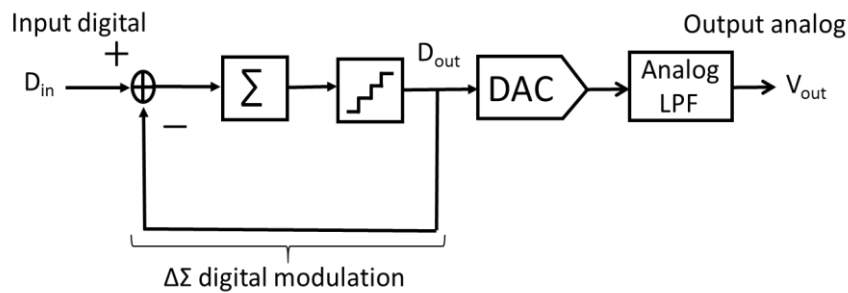 Input digital
Output analog
+
D_in
Σ
D_out
DAC
Analog
LPF
V_out
−
ΔΣ digital modulation